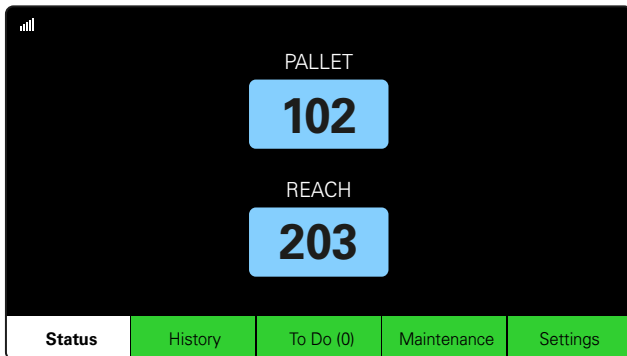 PALLET
102
REACH
203
Status History To Do (0) Maintenance Settings